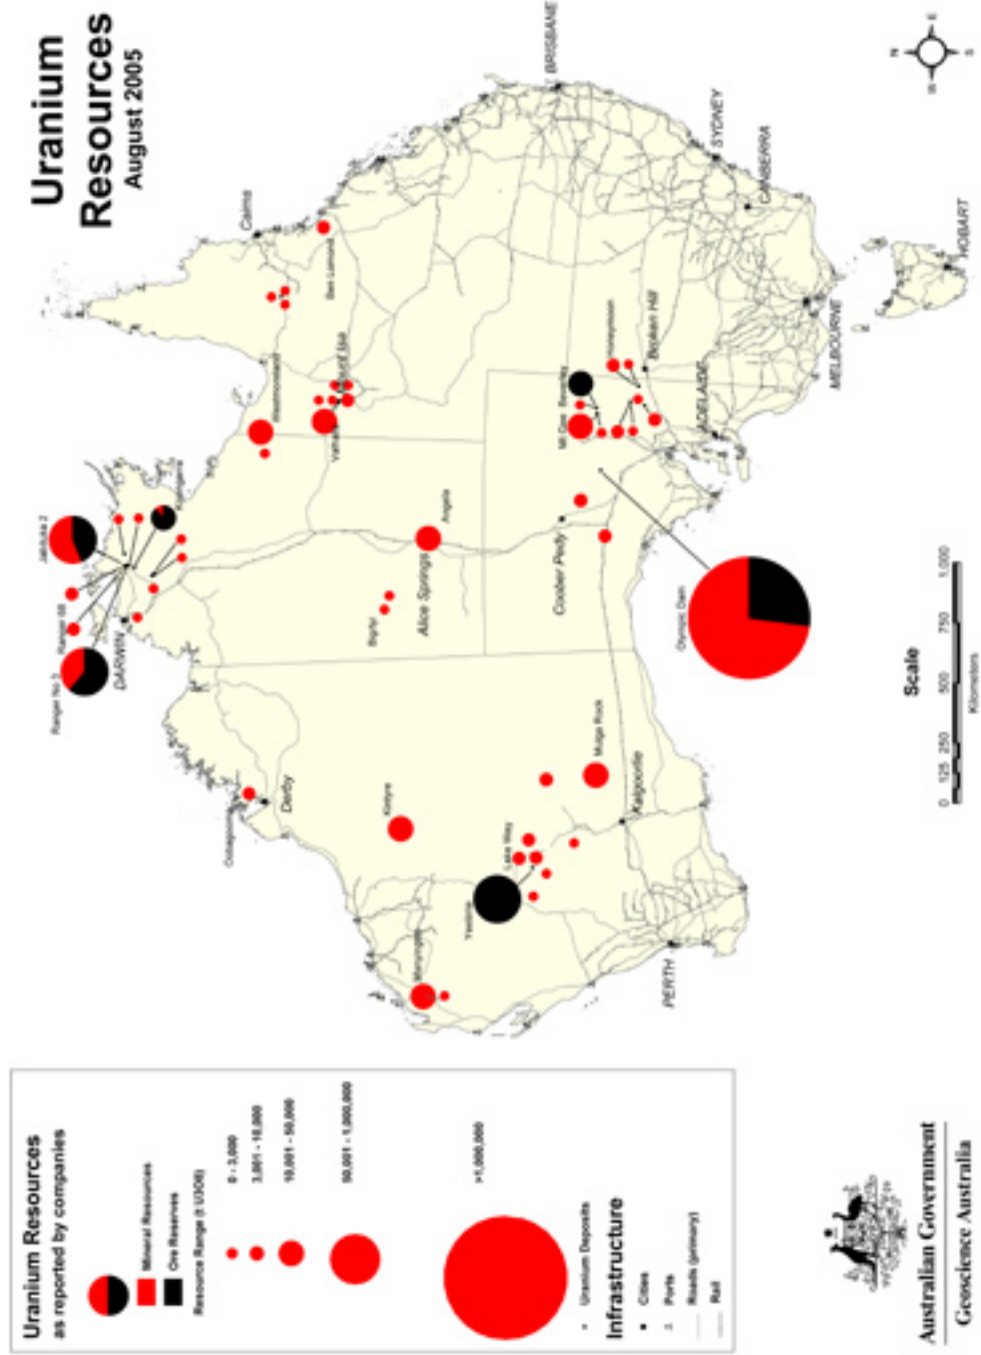 Uranium
Resources
August 2005
Uranium Resources
as reported by companies
Mineral Resources
Ore Reserves
Resource Range (t U3O8)
0 - 3,000
3,001 - 10,000
10,001 - 50,000
50,001 - 1,000,000
>1,000,000
Uranium Deposits
Infrastructure
Cities
Ports
Roads (primary)
Rail
Jabiluka 2
Ranger 68
Ranger No 3
DARWIN
Derby
Kintyre
Lake Way
Yeelirrie
Mulga Rock
Kalgoorlie
PERTH
Bigrlyi
Alice Springs
Angela
Valhalla
Cairns
Ben Lomond
Coober Pedy
Olympic Dam
Mt Gee
Beverley
Honeymoon
Broken Hill
ADELAIDE
MELBOURNE
BRISBANE
SYDNEY
CANBERRA
HOBART
N
E
S
W
Scale
0 125 250 500 750 1,000
Kilometers
Australian Government
Geoscience Australia